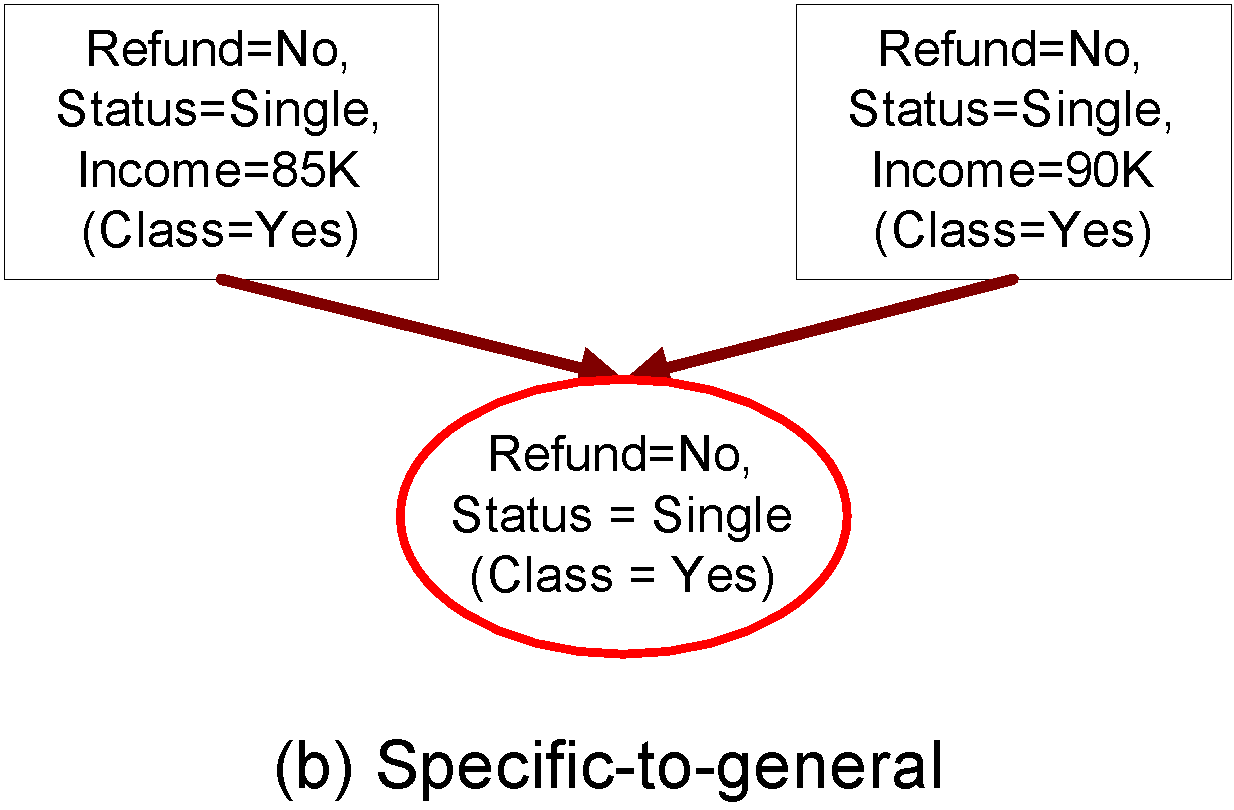 Refund=No,
Status=Single,
Income=85K
(Class=Yes)
Refund=No,
Status=Single,
Income=90K
(Class=Yes)
Refund=No,
Status = Single
(Class = Yes)
(b) Specific-to-general